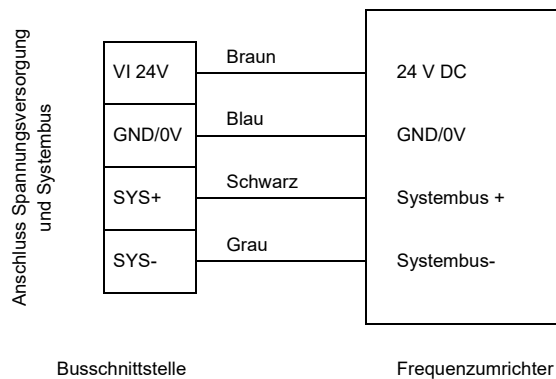 Anschluss Spannungsversorgung
und Systembus
VI 24V
Braun
24 V DC
GND/0V
Blau
GND/0V
SYS+
Schwarz
Systembus +
SYS-
Grau
Systembus-
Busschnittstelle
Frequenzumrichter